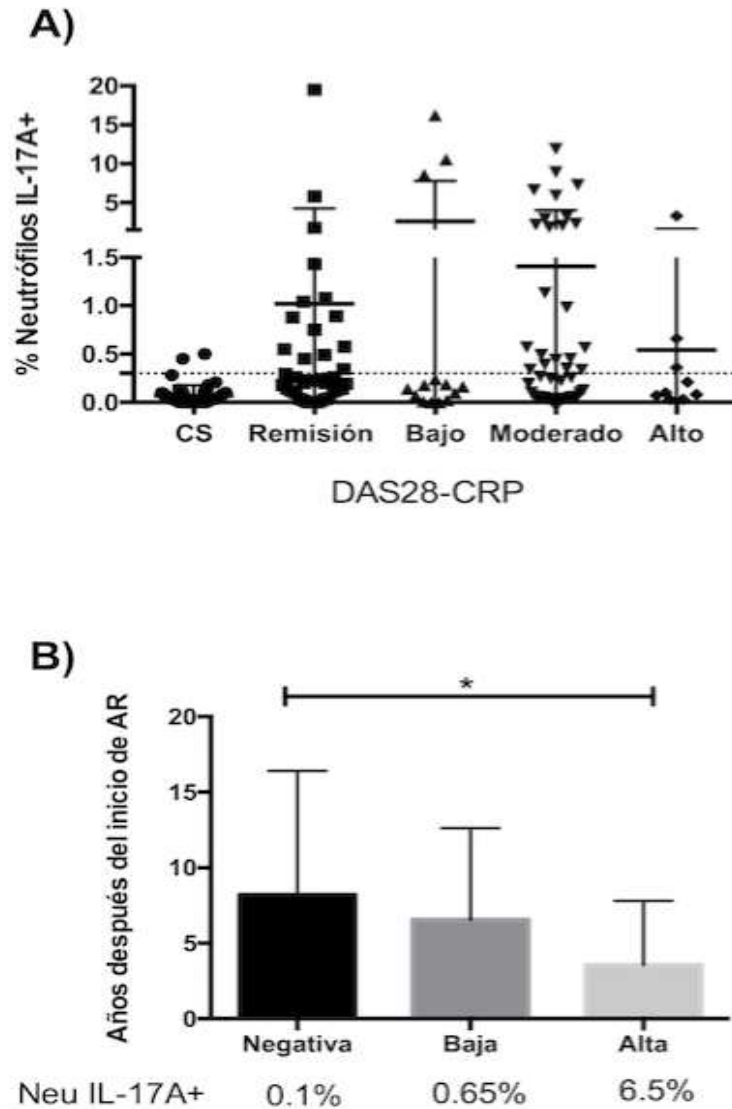 A)
% Neutrófilos IL-17A+
20
15
10
5
1.5
1.0
0.5
0.0
CS Remisión Bajo Moderado Alto
DAS28-CRP
B)
*
Años después del inicio de AR
20
15
10
5
0
Negativa Baja Alta
Neu IL-17A+ 0.1% 0.65% 6.5%